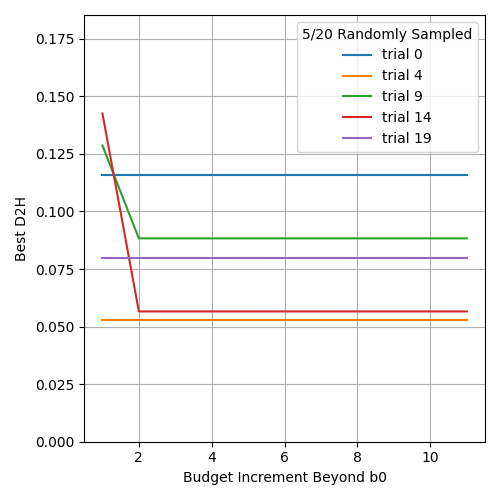 5/20 Randomly Sampled
trial 0
trial 4
trial 9
trial 14
trial 19
0.175
0.150
0.125
0.100
0.075
0.050
0.025
0.000
Best D2H
2 4 6 8 10
Budget Increment Beyond b0